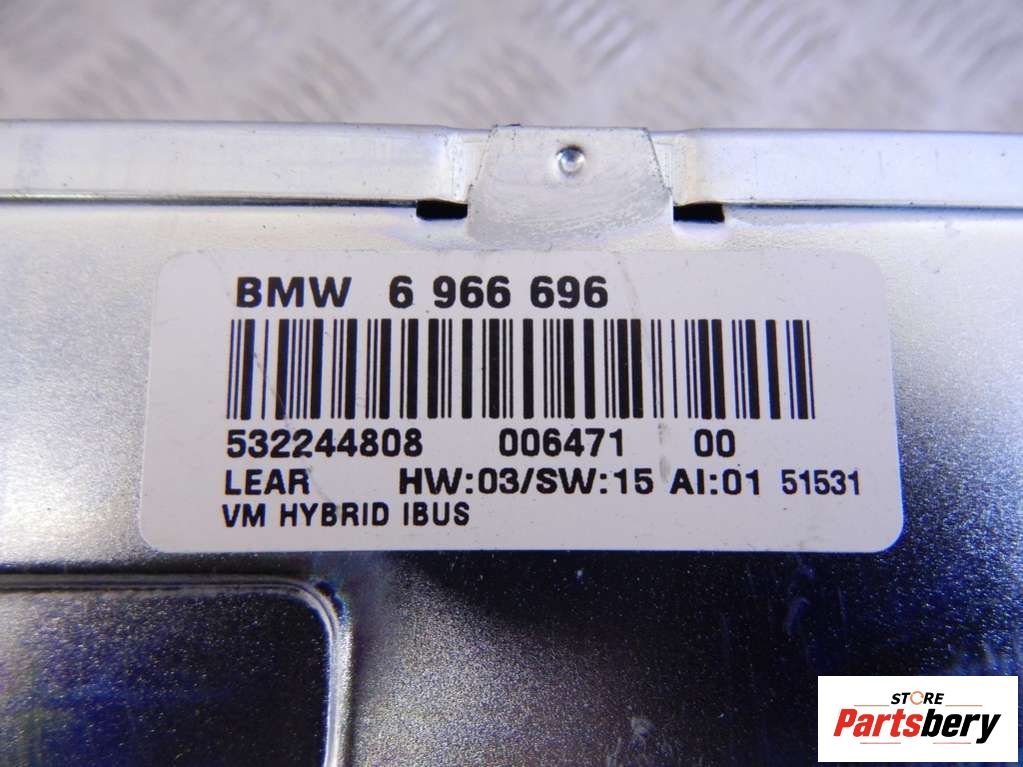 BMW 6 966 696
532244808 006471 00
LEAR HW:03/SW:15 AI:01 51531
VM HYBRID IBUS
STORE
Partsbery